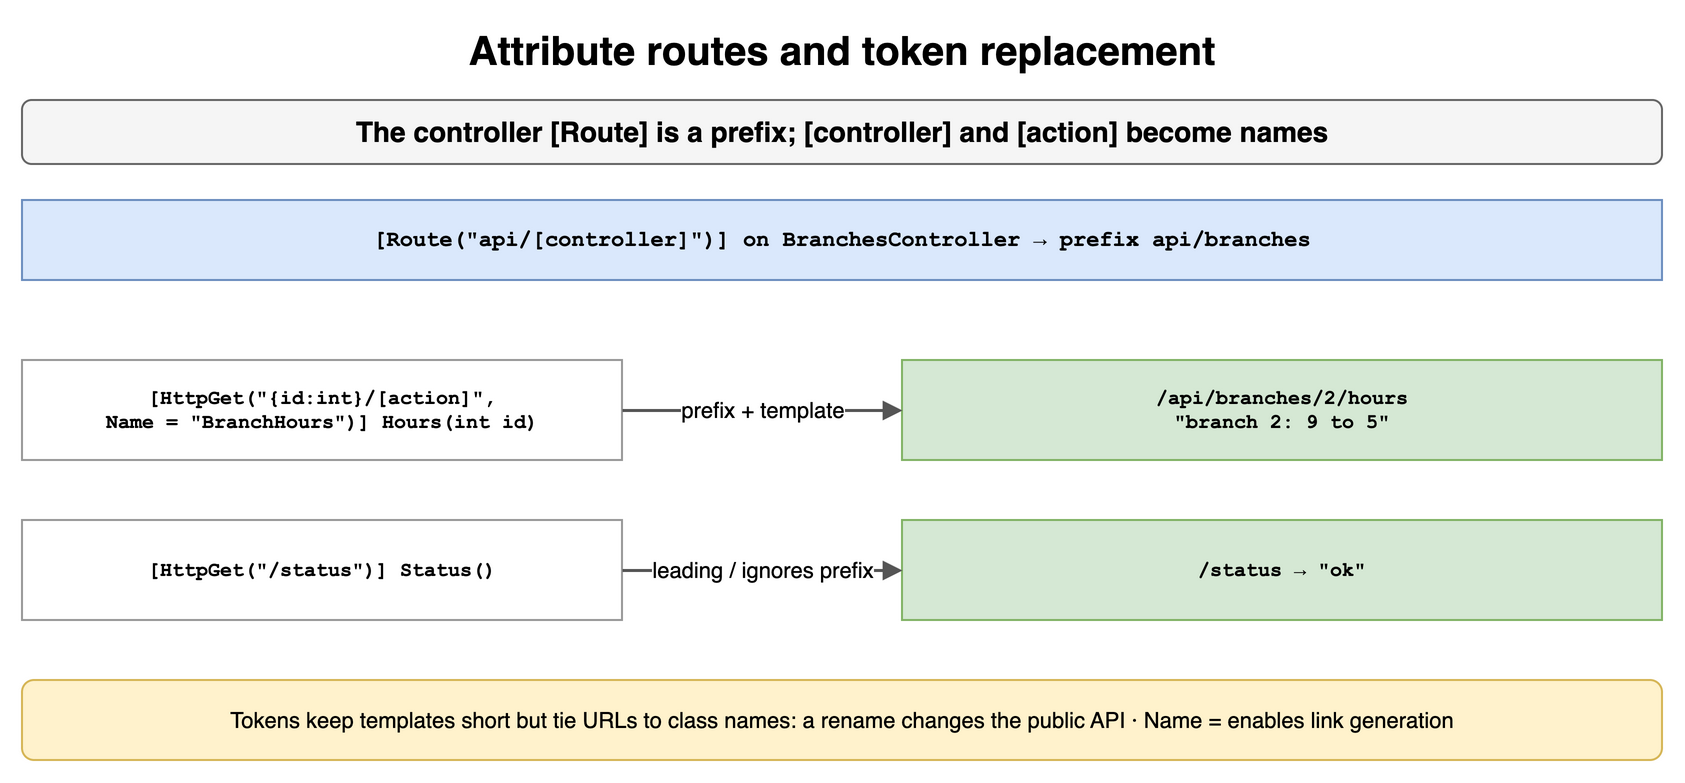 Attribute routes and token replacement
The controller [Route] is a prefix; [controller] and [action] become names
[Route("api/[controller]")] on BranchesController → prefix api/branches
[HttpGet("{id:int}/[action]",
Name = "BranchHours")] Hours(int id)
prefix + template
/api/branches/2/hours
"branch 2: 9 to 5"
[HttpGet("/status")] Status()
leading / ignores prefix
/status → "ok"
Tokens keep templates short but tie URLs to class names: a rename changes the public API · Name = enables link generation